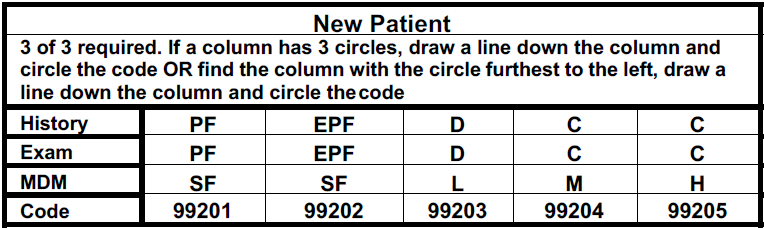 New Patient
3 of 3 required. If a column has 3 circles, draw a line down the column and
circle the code OR find the column with the circle furthest to the left, draw a
line down the column and circle thecode
History PF EPF D C C
Exam PF EPF D C C
MDM SF SF L M H
Code 99201 99202 99203 99204 99205